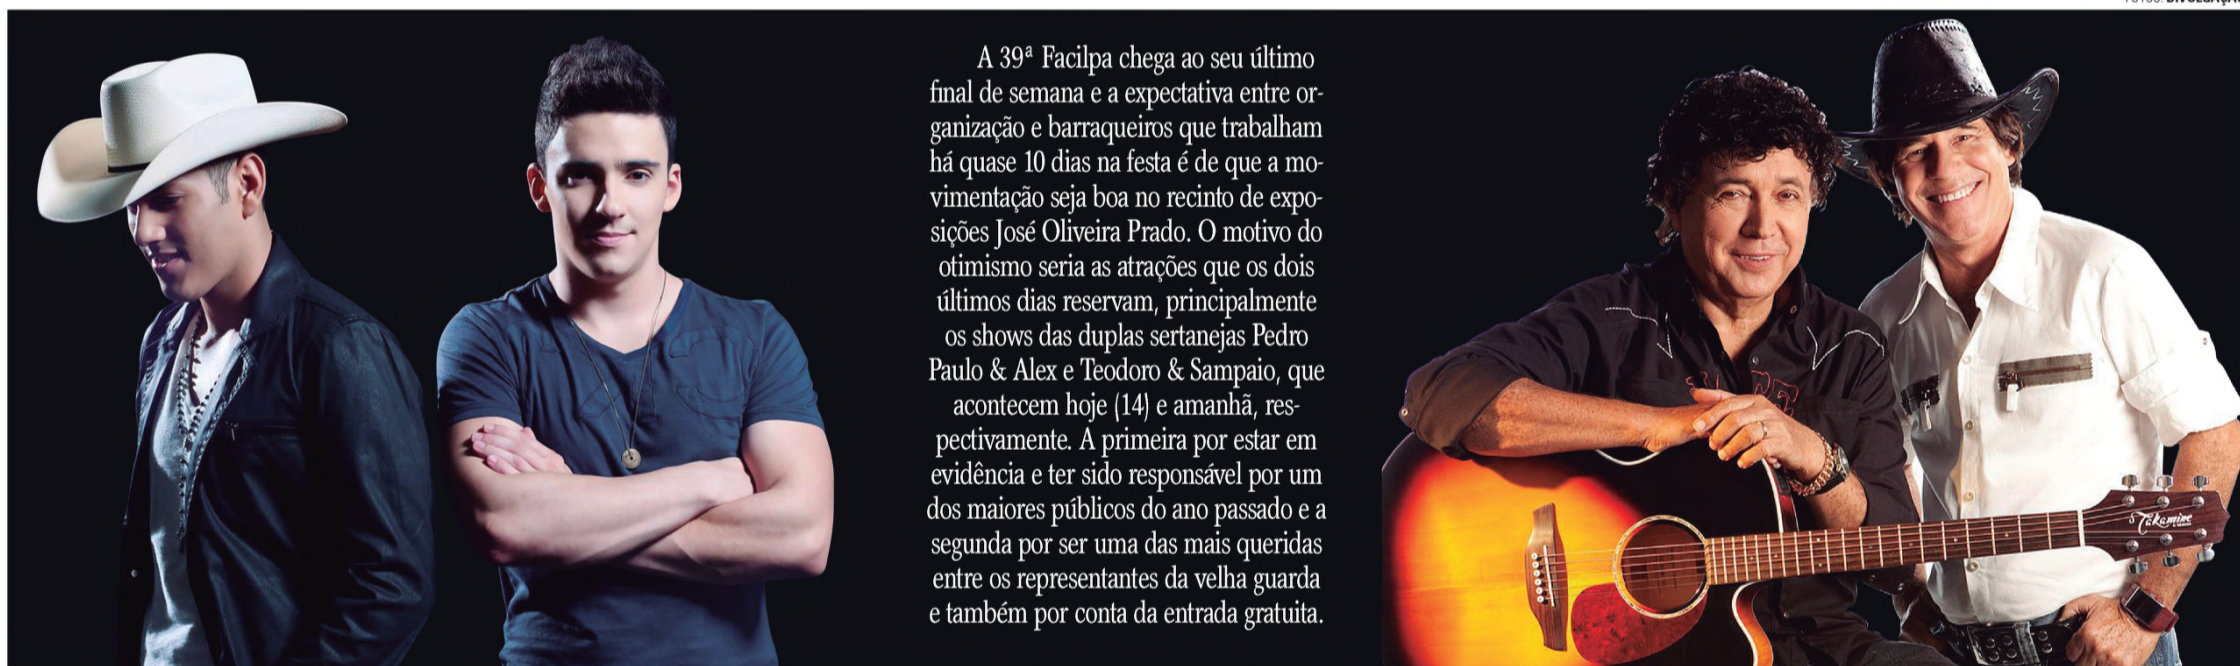 FOTOS: DIVULGAÇÃO
A 39ª Facilpa chega ao seu último
final de semana e a expectativa entre or-
ganização e barraqueiros que trabalham
há quase 10 dias na festa é de que a mo-
vimentação seja boa no recinto de expo-
sições José Oliveira Prado. O motivo do
otimismo seria as atrações que os dois
últimos dias reservam, principalmente
os shows das duplas sertanejas Pedro
Paulo & Alex e Teodoro & Sampaio, que
acontecem hoje (14) e amanhã, res-
pectivamente. A primeira por estar em
evidência e ter sido responsável por um
dos maiores públicos do ano passado e a
segunda por ser uma das mais queridas
entre os representantes da velha guarda
e também por conta da entrada gratuita.
Takamine